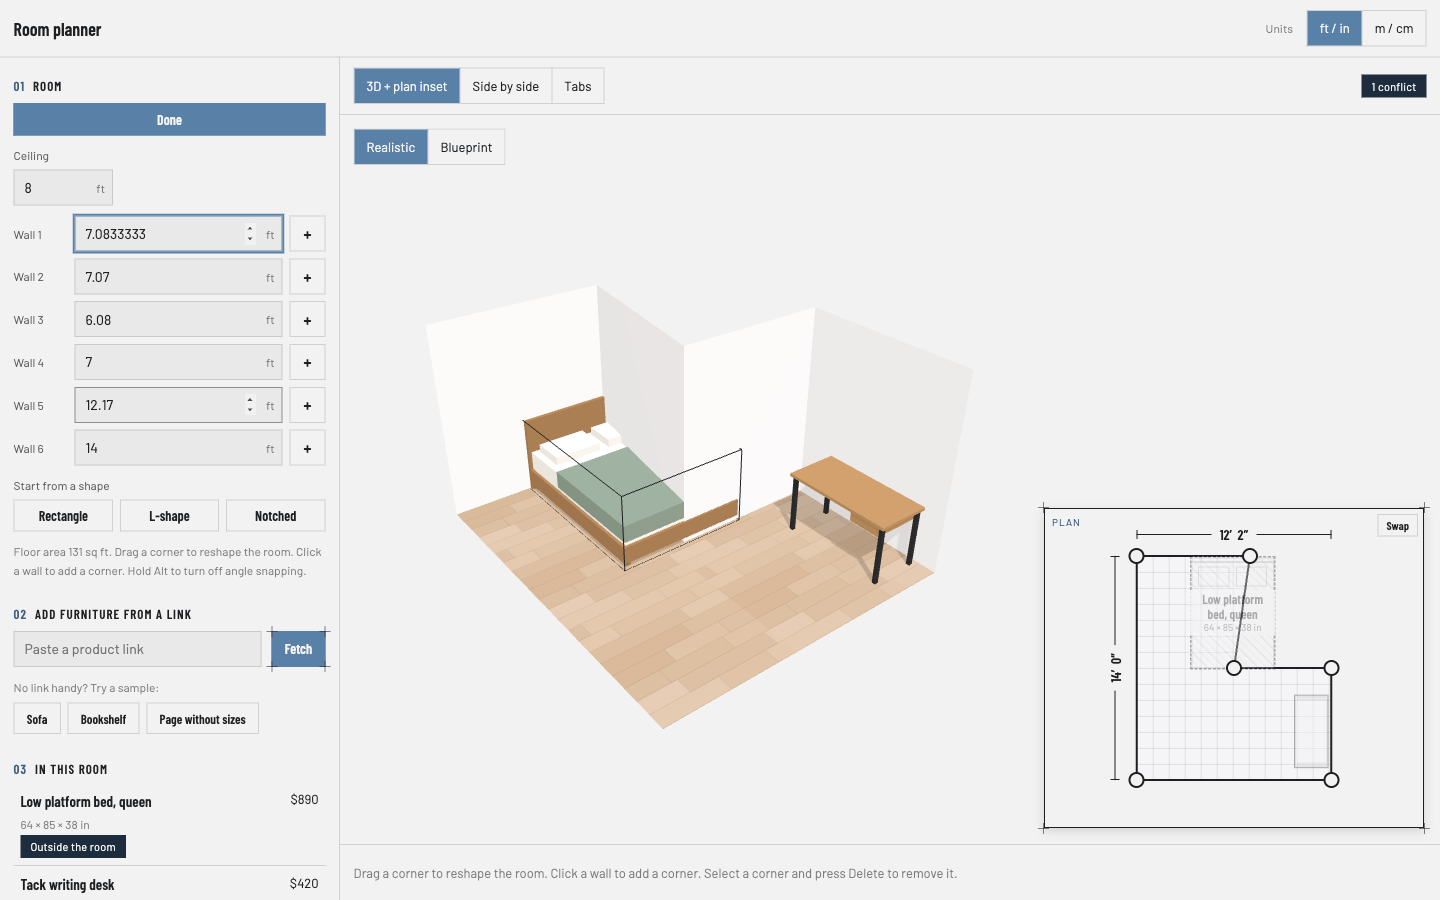 Room planner
Units
ft / in
m / cm
01 ROOM
Done
Ceiling
8 ft
Wall 1 7.0833333 ft +
Wall 2 7.07 ft +
Wall 3 6.08 ft +
Wall 4 7 ft +
Wall 5 12.17 ft +
Wall 6 14 ft +
Start from a shape
Rectangle
L-shape
Notched
Floor area 131 sq ft. Drag a corner to reshape the room. Click
a wall to add a corner. Hold Alt to turn off angle snapping.
02 ADD FURNITURE FROM A LINK
Paste a product link
Fetch
No link handy? Try a sample:
Sofa
Bookshelf
Page without sizes
03 IN THIS ROOM
Low platform bed, queen $890
64 × 85 × 38 in
Outside the room
Tack writing desk $420
3D + plan inset
Side by side
Tabs
1 conflict
Realistic
Blueprint
PLAN
Swap
12′ 2″
14′ 0″
Low platform
bed, queen
64 × 85 × 38 in
Drag a corner to reshape the room. Click a wall to add a corner. Select a corner and press Delete to remove it.